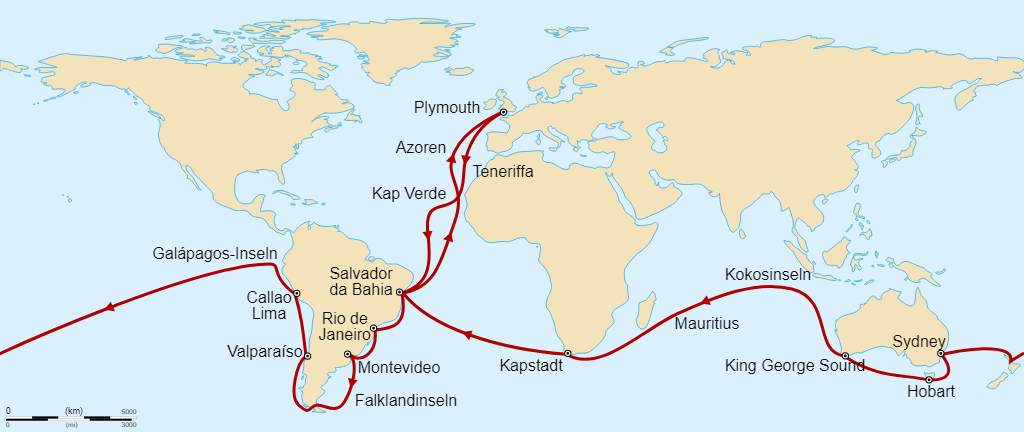 Plymouth
Azoren
Teneriffa
Kap Verde
Galápagos-Inseln
Salvador
da Bahia
Kokosinseln
Callao
Lima
Rio de
Janeiro
Mauritius
Valparaíso
Sydney
Montevideo
Kapstadt
King George Sound
Hobart
Falklandinseln
0 (km) 5000
0 (mi) 3000